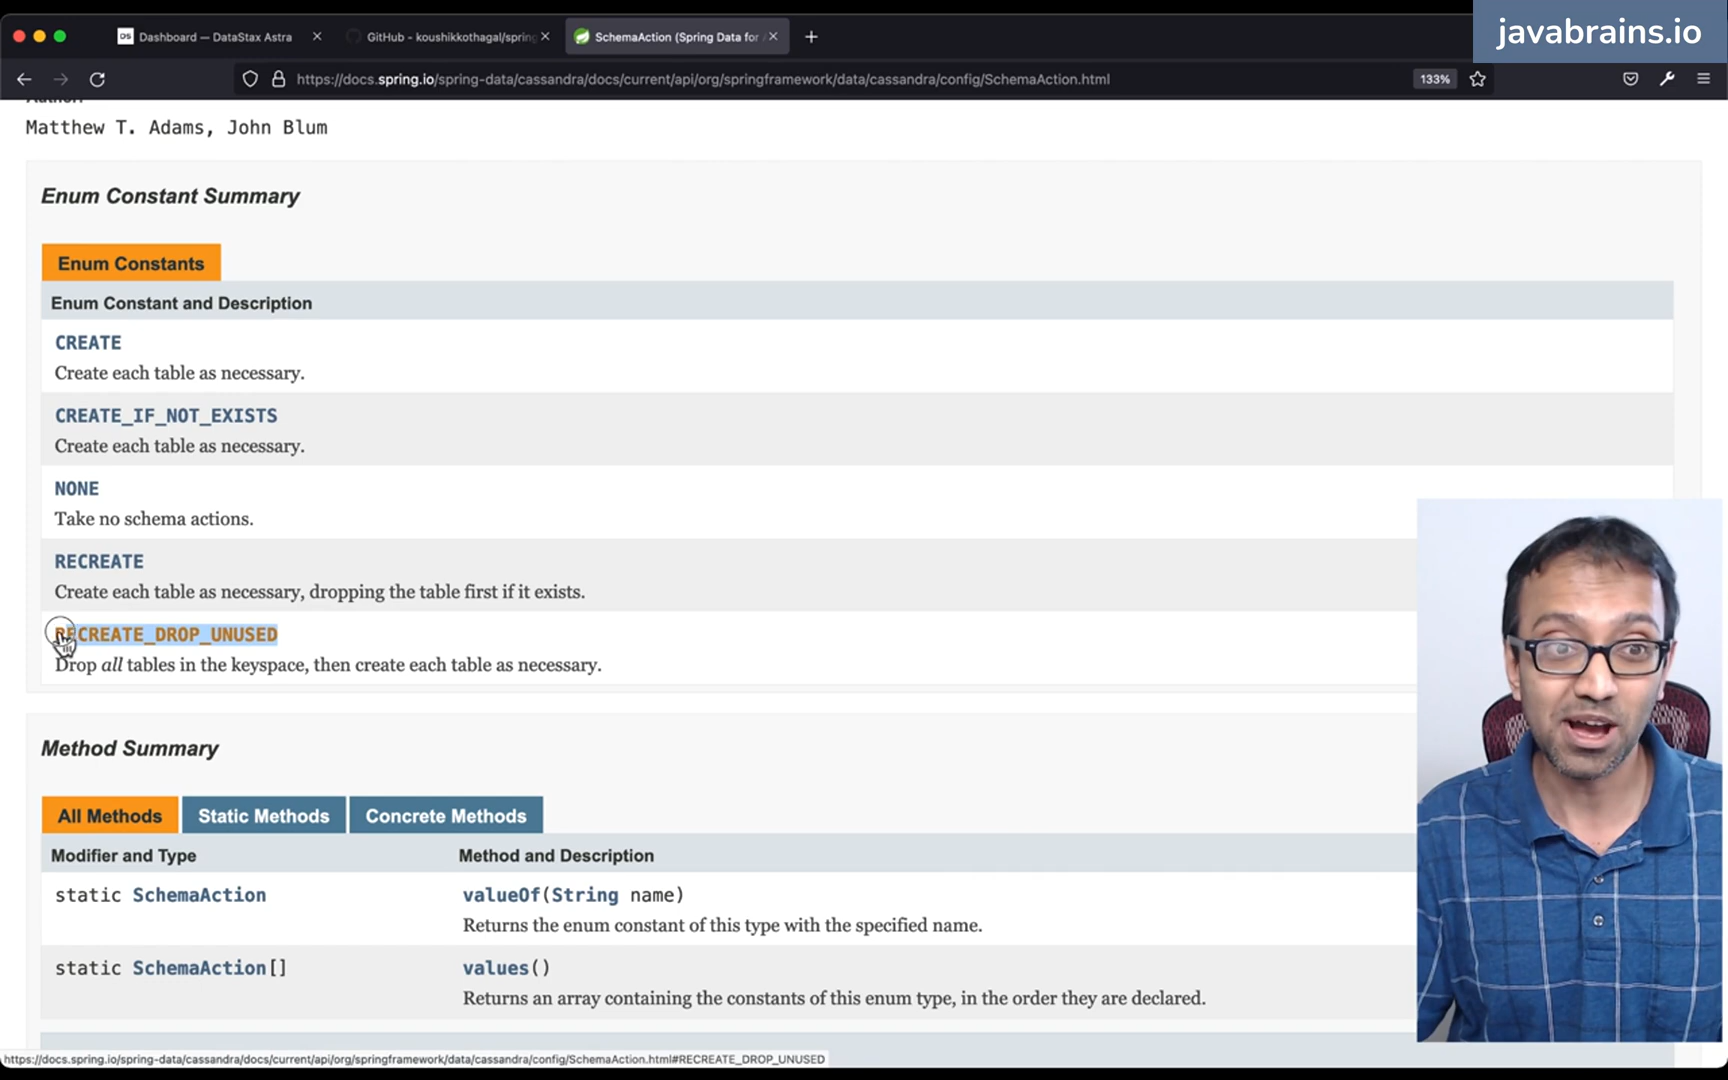 javabrains.io
DS Dashboard — DataStax Astra
GitHub - koushikkothagal/spring
SchemaAction (Spring Data for
https://docs.spring.io/spring-data/cassandra/docs/current/api/org/springframework/data/cassandra/config/SchemaAction.html
133%
Author:
Matthew T. Adams, John Blum
Enum Constant Summary
Enum Constants
Enum Constant and Description
CREATE
Create each table as necessary.
CREATE_IF_NOT_EXISTS
Create each table as necessary.
NONE
Take no schema actions.
RECREATE
Create each table as necessary, dropping the table first if it exists.
RECREATE_DROP_UNUSED
Drop all tables in the keyspace, then create each table as necessary.
Method Summary
All Methods Static Methods Concrete Methods
Modifier and Type Method and Description
static SchemaAction valueOf(String name)
Returns the enum constant of this type with the specified name.
static SchemaAction[] values()
Returns an array containing the constants of this enum type, in the order they are declared.
https://docs.spring.io/spring-data/cassandra/docs/current/api/org/springframework/data/cassandra/config/SchemaAction.html#RECREATE_DROP_UNUSED